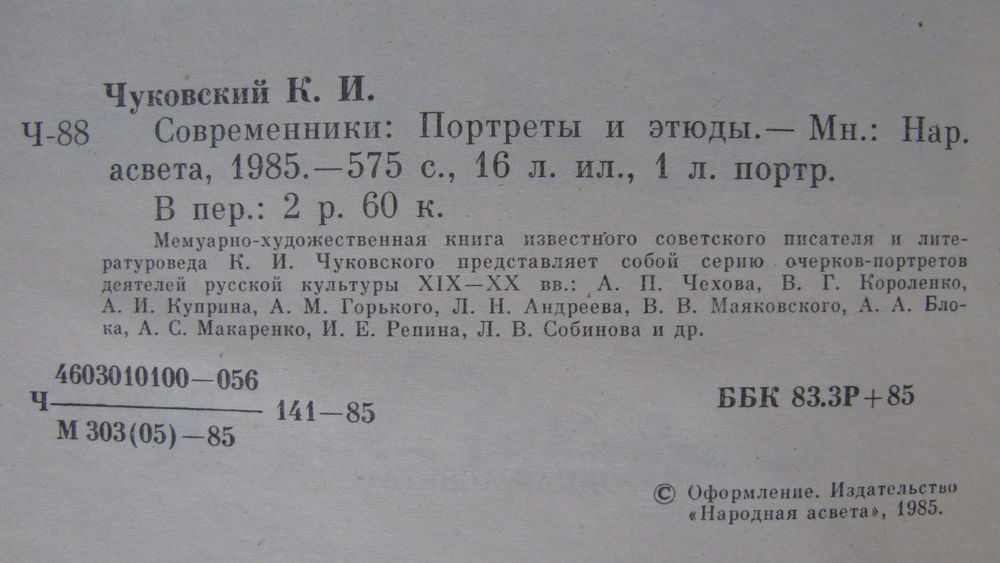 Чуковский К. И.
Ч-88 Современники: Портреты и этюды.— Мн.: Нар.
асвета, 1985.—575 с., 16 л. ил., 1 л. портр.
В пер.: 2 р. 60 к.
Мемуарно-художественная книга известного советского писателя и лите-
ратуроведа К. И. Чуковского представляет собой серию очерков-портретов
деятелей русской культуры XIX—XX вв.: А. П. Чехова, В. Г. Короленко,
А. И. Куприна, А. М. Горького, Л. Н. Андреева, В. В. Маяковского, А. А. Бло-
ка, А. С. Макаренко, И. Е. Репина, Л. В. Собинова и др.
4603010100—056
Ч 141—85
М 303(05)—85
ББК 83.3Р+85
© Оформление. Издательство
«Народная асвета», 1985.